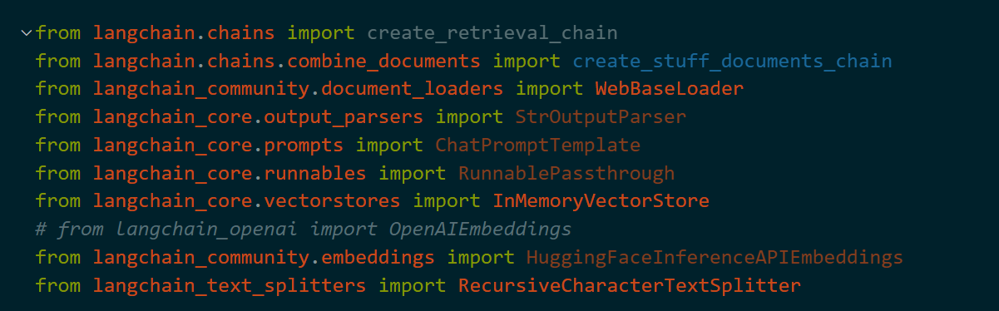 from langchain.chains import create_retrieval_chain
from langchain.chains.combine_documents import create_stuff_documents_chain
from langchain_community.document_loaders import WebBaseLoader
from langchain_core.output_parsers import StrOutputParser
from langchain_core.prompts import ChatPromptTemplate
from langchain_core.runnables import RunnablePassthrough
from langchain_core.vectorstores import InMemoryVectorStore
# from langchain_openai import OpenAIEmbeddings
from langchain_community.embeddings import HuggingFaceInferenceAPIEmbeddings
from langchain_text_splitters import RecursiveCharacterTextSplitter